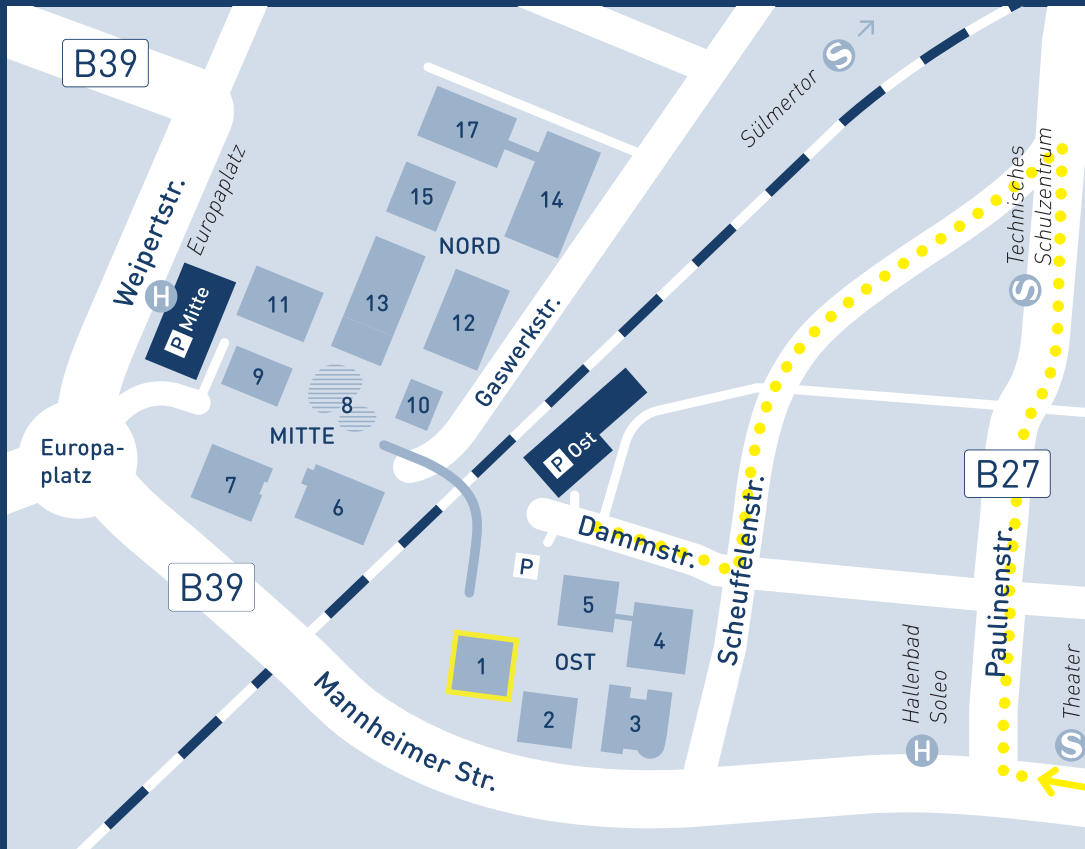 B39
Sülmertor
S
17
Technisches
Schulzentrum
Europaplatz
15
14
Weipertstr.
NORD
S
H
P Mitte
11
13
12
Gaswerkstr.
9
8
10
MITTE
P Ost
Europa-
platz
7
6
B27
Dammstr.
Scheuffelenstr.
Paulinenstr.
P
B39
5
4
1
OST
Hallenbad
Soleo
Theater
2
3
H
S
Mannheimer Str.